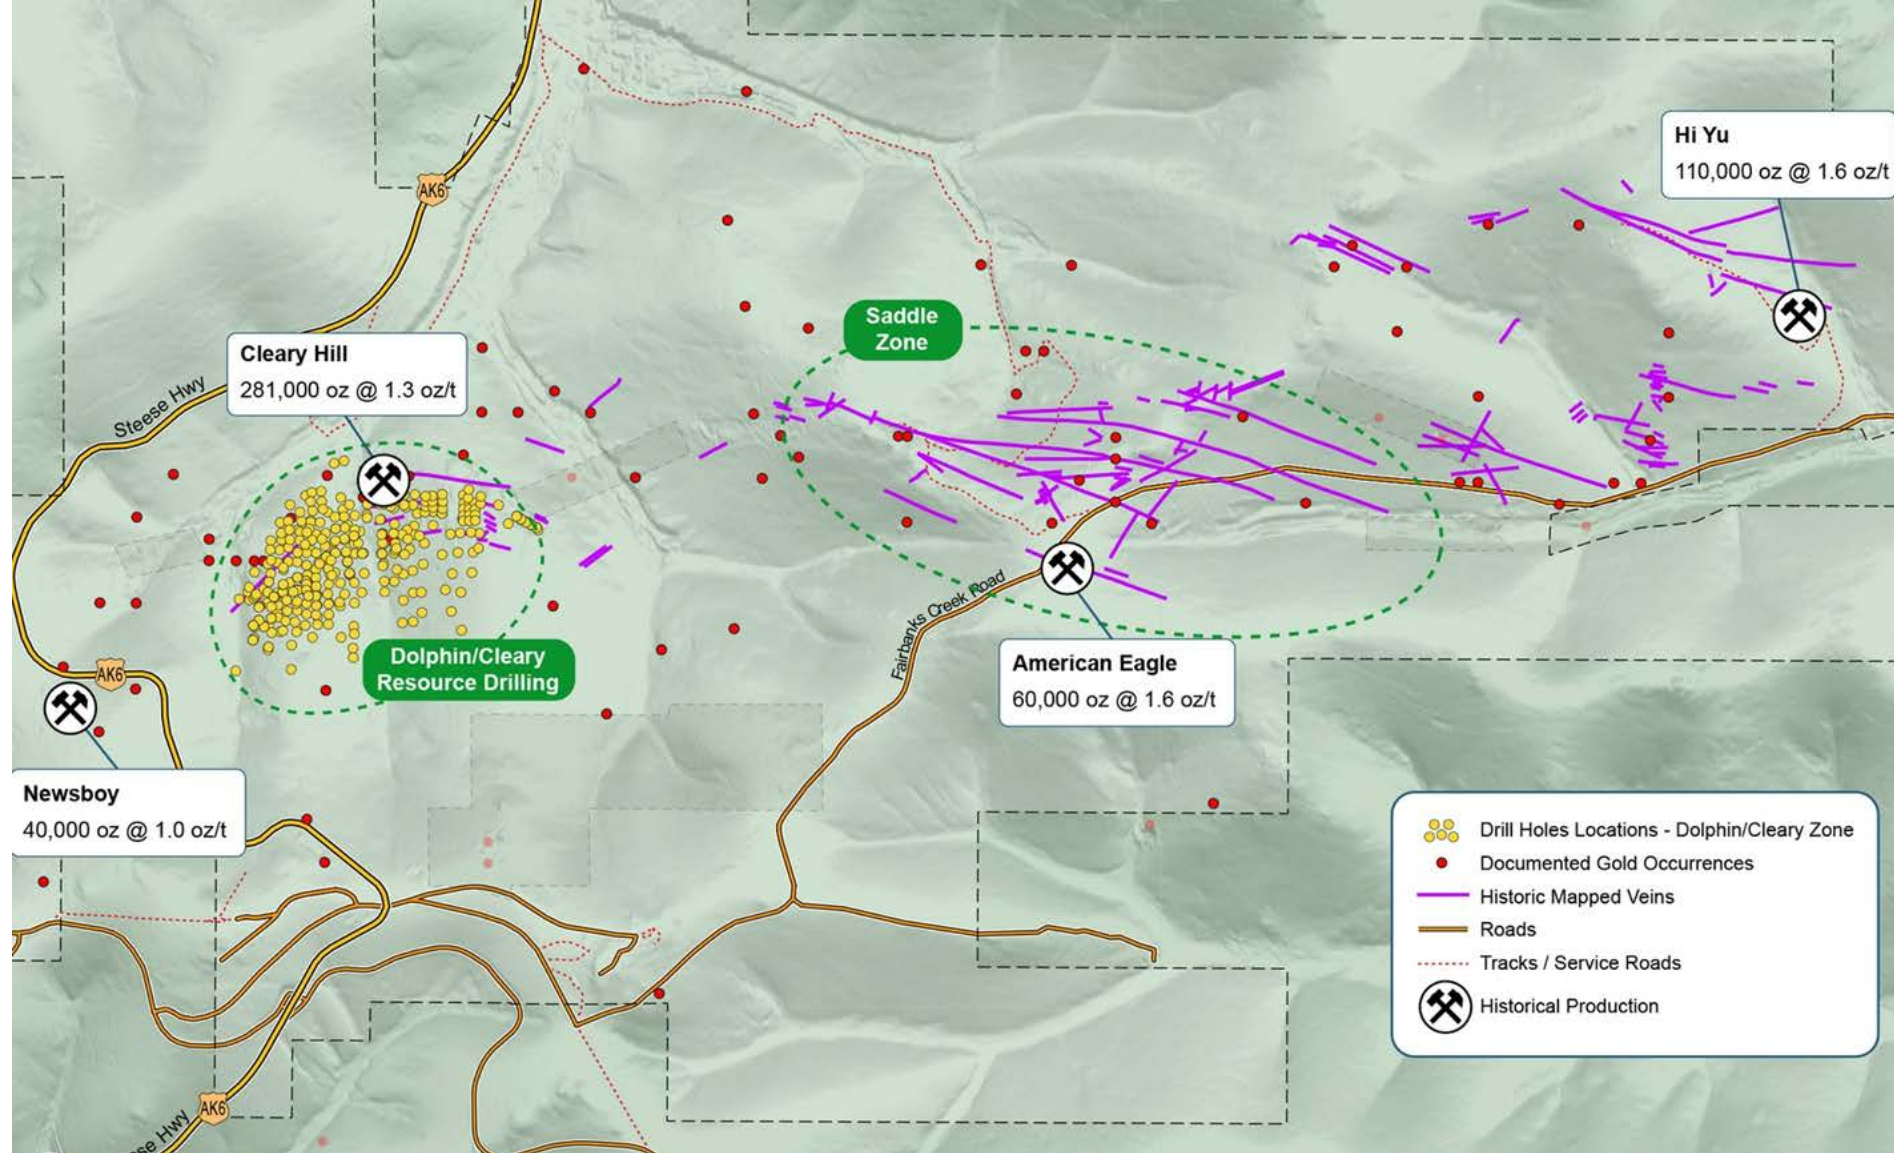 AK6
Hi Yu
110,000 oz @ 1.6 oz/t
Saddle
Zone
Cleary Hill
281,000 oz @ 1.3 oz/t
Steese Hwy
Fairbanks Creek Road
Dolphin/Cleary
Resource Drilling
American Eagle
60,000 oz @ 1.6 oz/t
AK6
Newsboy
40,000 oz @ 1.0 oz/t
Drill Holes Locations - Dolphin/Cleary Zone
Documented Gold Occurrences
Historic Mapped Veins
Roads
Tracks / Service Roads
Historical Production
AK6
se Hwy